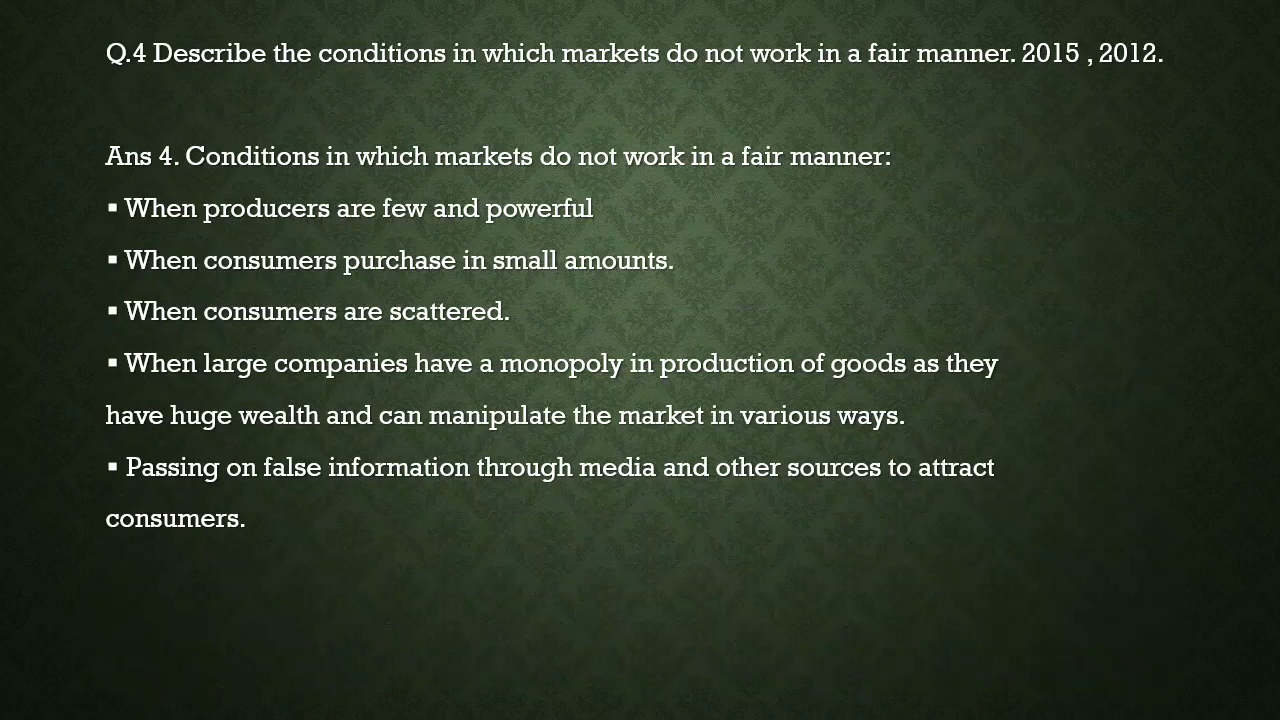 Q.4 Describe the conditions in which markets do not work in a fair manner. 2015 , 2012.
Ans 4. Conditions in which markets do not work in a fair manner:
▪ When producers are few and powerful
▪ When consumers purchase in small amounts.
▪ When consumers are scattered.
▪ When large companies have a monopoly in production of goods as they
have huge wealth and can manipulate the market in various ways.
▪ Passing on false information through media and other sources to attract
consumers.